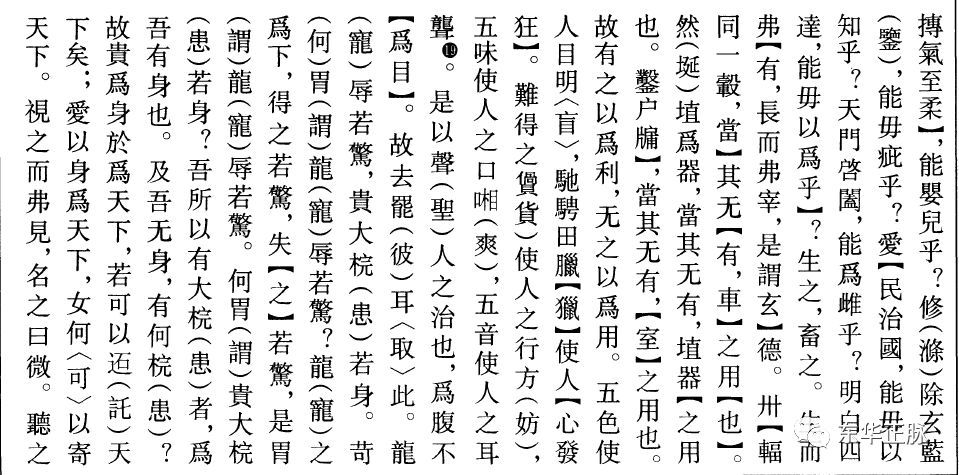 摶氣至柔】,能嬰兒乎?修(滌)除玄藍
(鑒),能毋疵乎?愛【民治國,能毋以
知乎?天門啓闔,能爲雌乎?明白四
達,能毋以爲乎】?生之,畜之。生而
弗【有,長而弗宰,是謂玄】德。卅【輻
同一轂,當】其无【有,車】之用【也】。
然(埏)埴爲器,當其无有,埴器【之用
也。鑿户牖】,當其无有,【室】之用也。
故有之以爲利,无之以爲用。五色使
人目明〈盲〉,馳騁田臘【獵】使人【心發
狂】。難得之𧶠(貨)使人之行方(妨),
五味使人之口㗂(爽),五音使人之耳
聾⓳。是以聲(聖)人之治也,爲腹不
【爲目】。故去罷(彼)耳〈取〉此。龍
(寵)辱若驚,貴大梡(患)若身。苛
(何)胃(謂)龍(寵)辱若驚?龍(寵)之
爲下,得之若驚,失【之】若驚,是胃
(謂)龍(寵)辱若驚。何胃(謂)貴大梡
(患)若身?吾所以有大梡(患)者,爲
吾有身也。及吾无身,有何梡(患)?
故貴爲身於爲天下,若可以迈(託)天
下矣;愛以身爲天下,女何〈可〉以寄
天下。視之而弗見,名之曰微。聽之
东华正脉